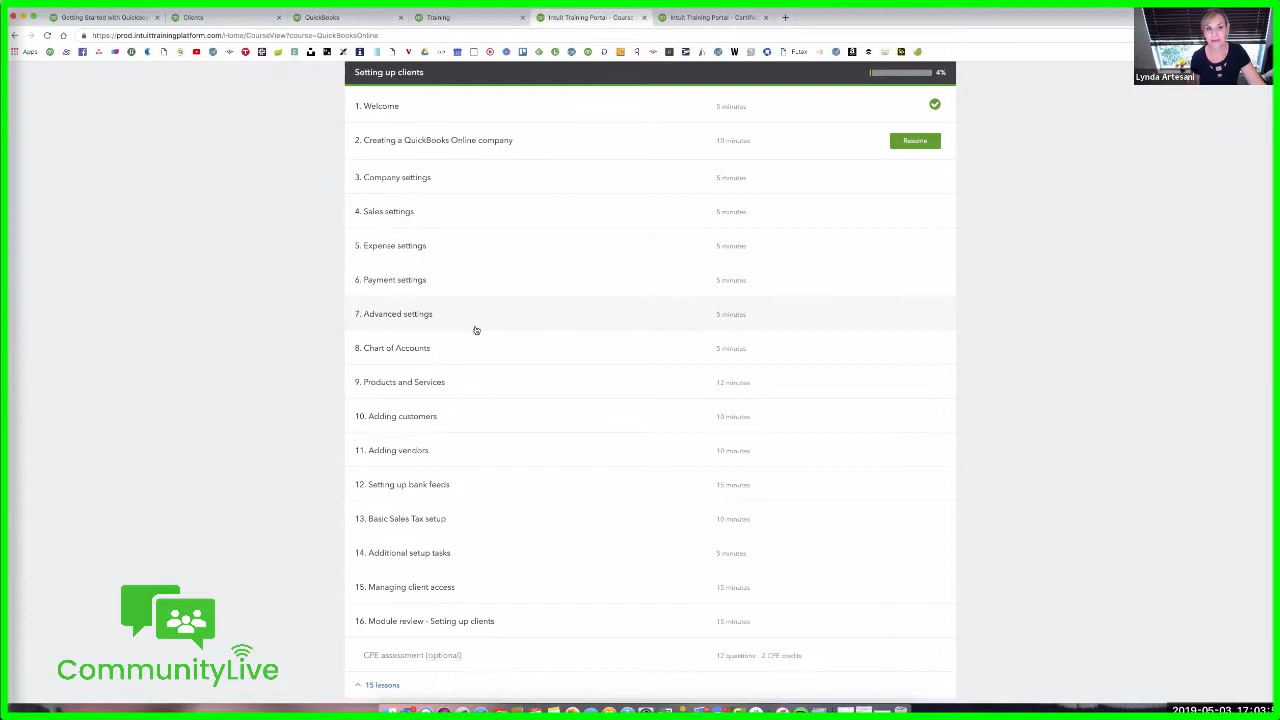 Getting Started with Quickboo
Clients
QuickBooks
Training
Intuit Training Portal - Course
Intuit Training Portal - Certific
https://prod.intuittrainingplatform.com/Home/CourseView?course=QuickBooksOnline
Apps
Lynda Artesani
Setting up clients 4%
1. Welcome 5 minutes
2. Creating a QuickBooks Online company 10 minutes Resume
3. Company settings 5 minutes
4. Sales settings 5 minutes
5. Expense settings 5 minutes
6. Payment settings 5 minutes
7. Advanced settings 5 minutes
8. Chart of Accounts 5 minutes
9. Products and Services 12 minutes
10. Adding customers 10 minutes
11. Adding vendors 10 minutes
12. Setting up bank feeds 15 minutes
13. Basic Sales Tax setup 10 minutes
14. Additional setup tasks 5 minutes
15. Managing client access 15 minutes
16. Module review - Setting up clients 15 minutes
CPE assessment (optional) 12 questions 2 CPE credits
15 lessons
CommunityLive
2019-05-03 17:03: